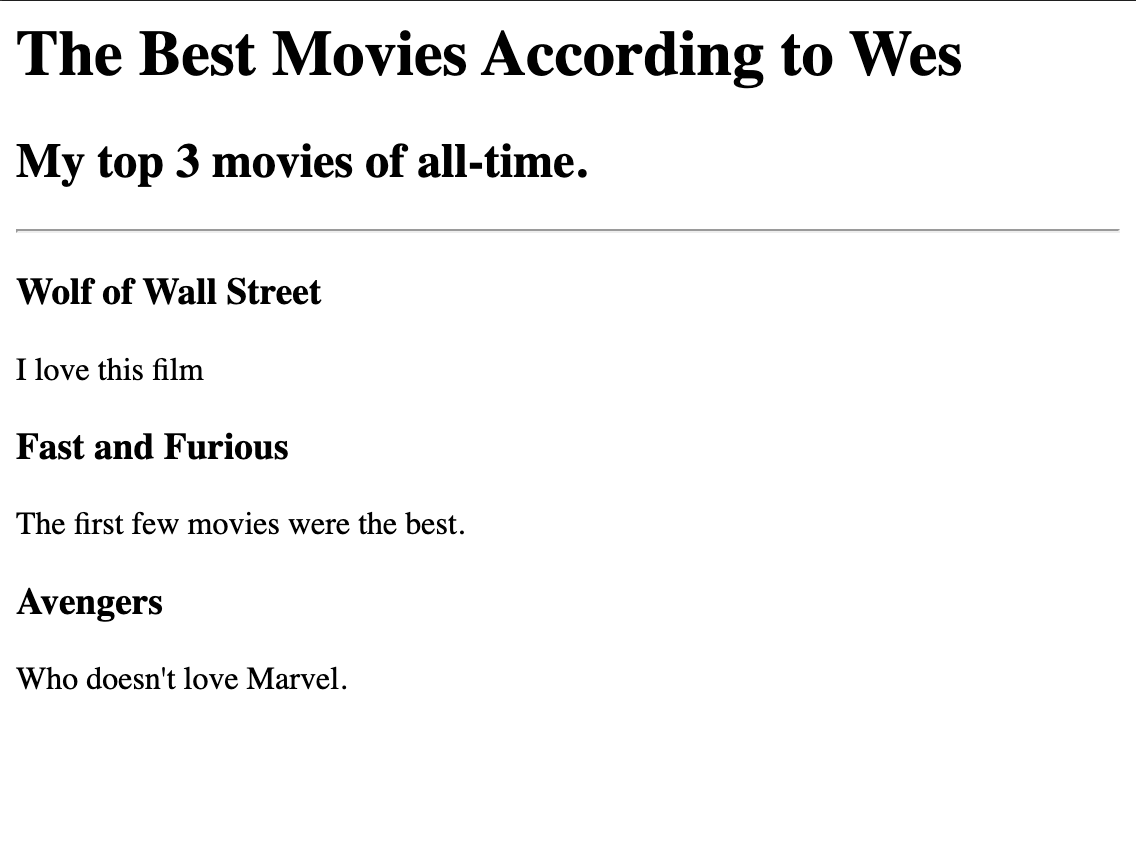 The Best Movies According to Wes
My top 3 movies of all-time.
Wolf of Wall Street
I love this film
Fast and Furious
The first few movies were the best.
Avengers
Who doesn't love Marvel.